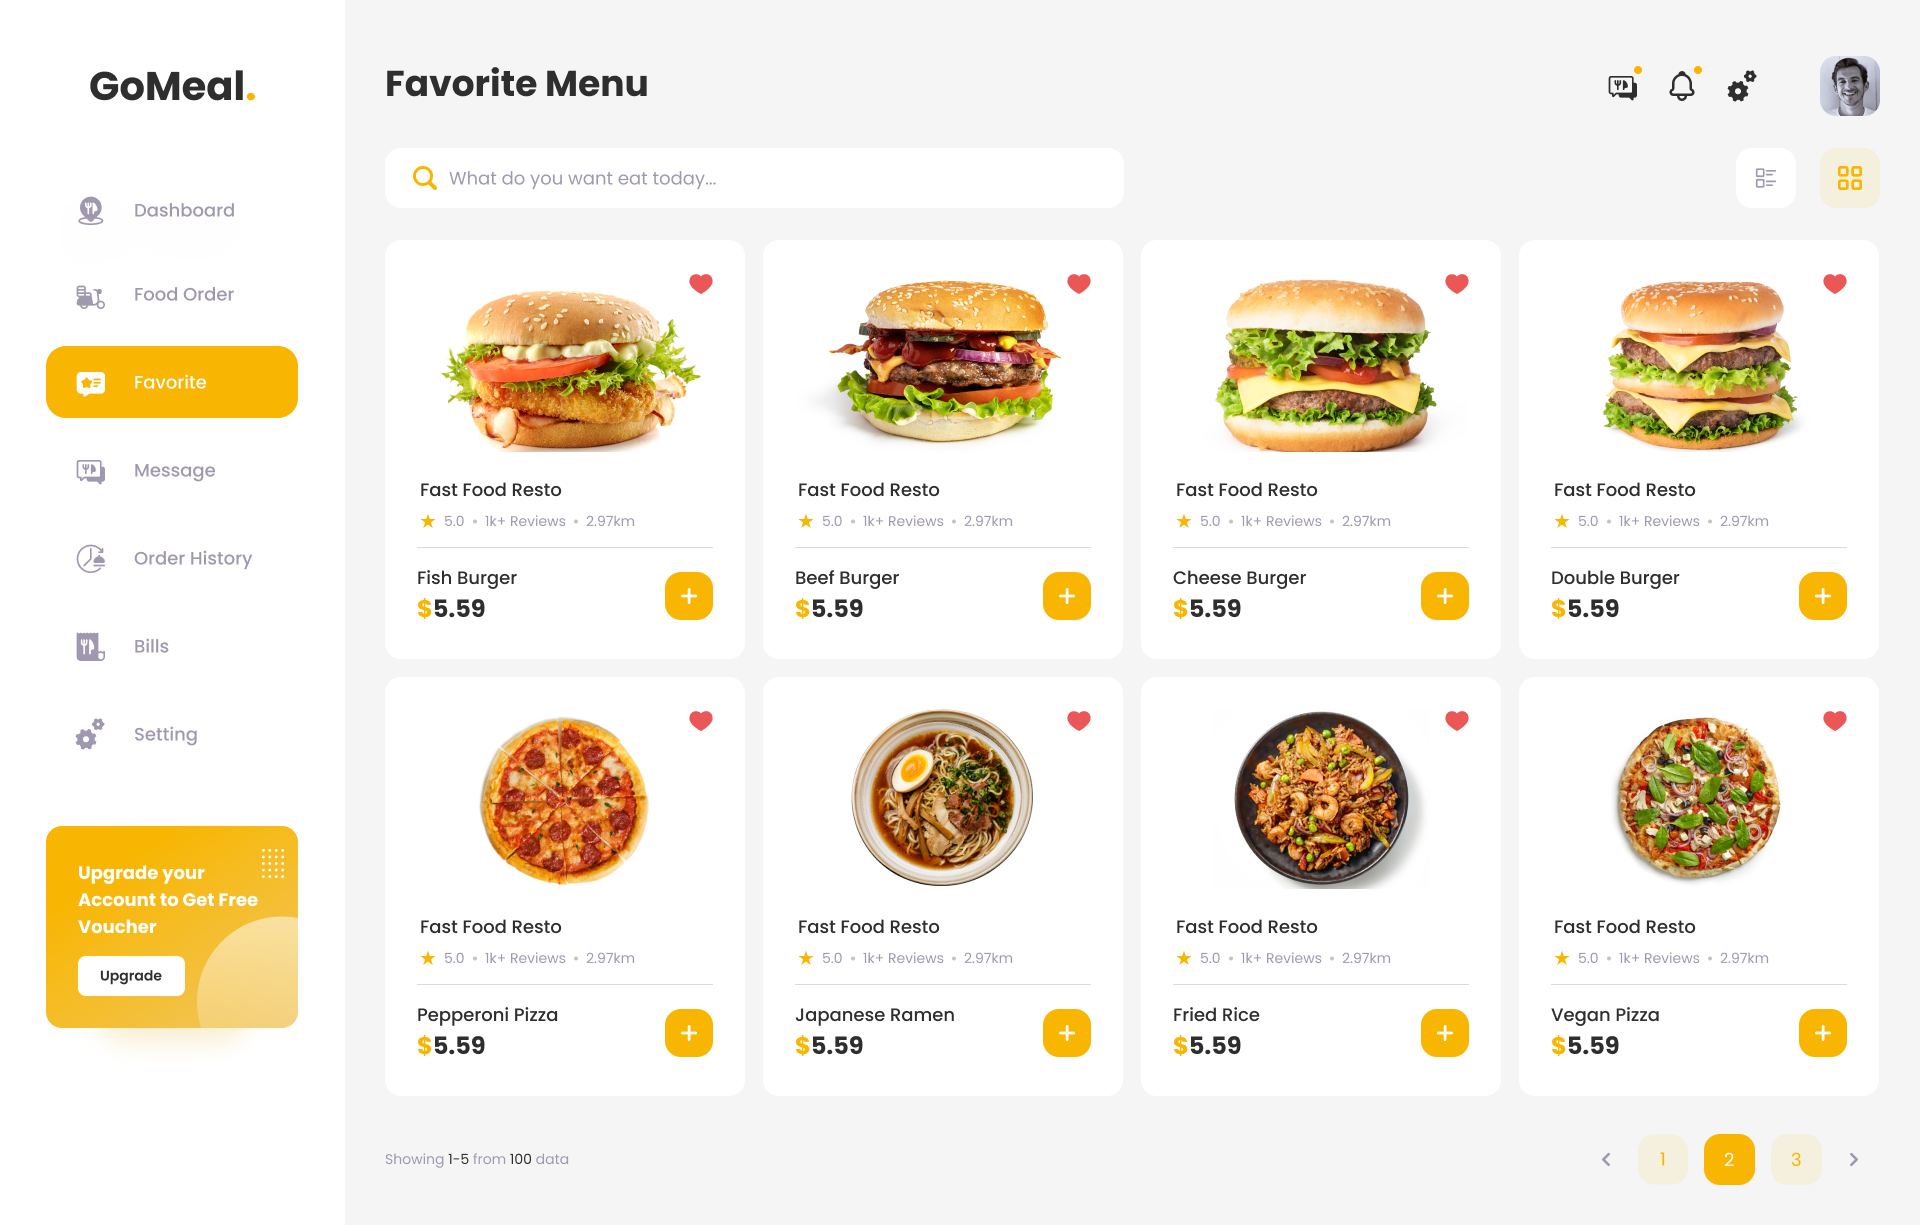 GoMeal.
Dashboard
Food Order
Favorite
Message
Order History
Bills
Setting
Upgrade your
Account to Get Free
Voucher
Upgrade
Favorite Menu
What do you want eat today...
Fast Food Resto
5.0 • 1k+ Reviews • 2.97km
Fish Burger
$5.59
Fast Food Resto
5.0 • 1k+ Reviews • 2.97km
Beef Burger
$5.59
Fast Food Resto
5.0 • 1k+ Reviews • 2.97km
Cheese Burger
$5.59
Fast Food Resto
5.0 • 1k+ Reviews • 2.97km
Double Burger
$5.59
Fast Food Resto
5.0 • 1k+ Reviews • 2.97km
Pepperoni Pizza
$5.59
Fast Food Resto
5.0 • 1k+ Reviews • 2.97km
Japanese Ramen
$5.59
Fast Food Resto
5.0 • 1k+ Reviews • 2.97km
Fried Rice
$5.59
Fast Food Resto
5.0 • 1k+ Reviews • 2.97km
Vegan Pizza
$5.59
Showing 1-5 from 100 data
1 2 3